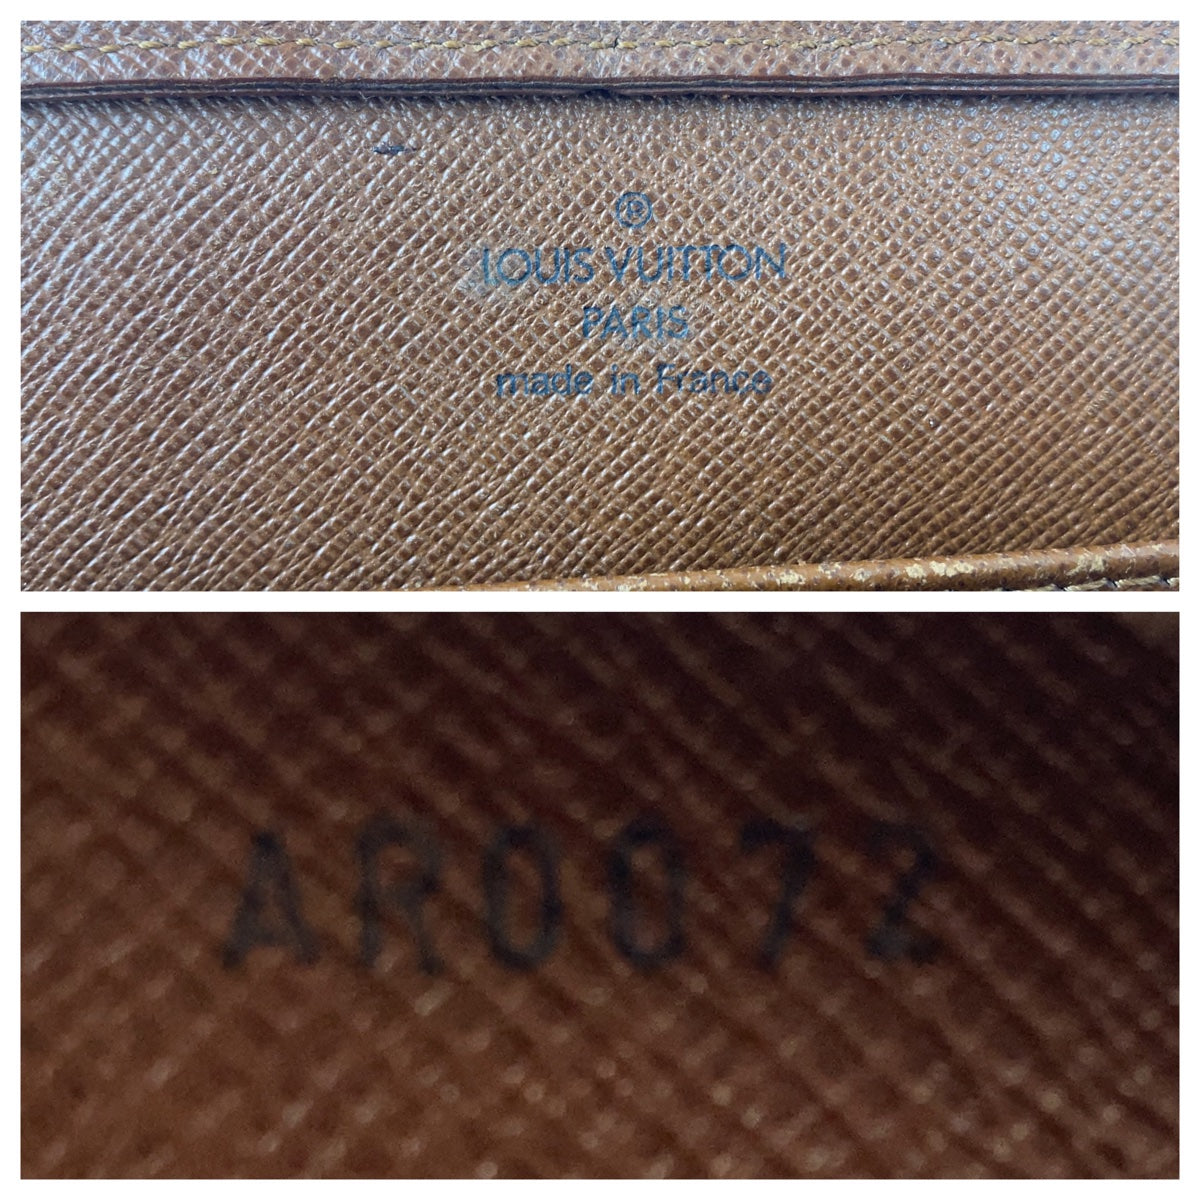 ®
LOUIS VUITTON
PARIS
made in France
AR0072